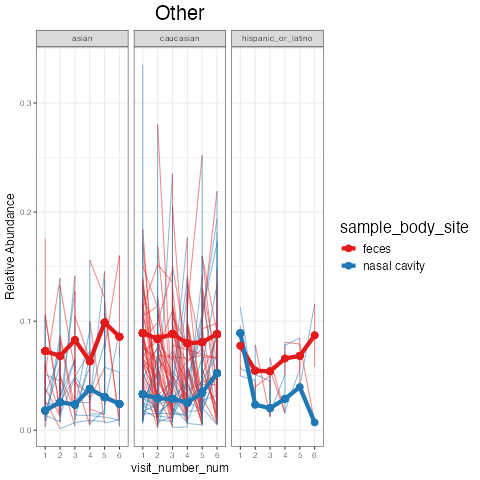 Other
asian caucasian hispanic_or_latino
0.3
0.2
0.1
0.0
Relative Abundance
1 2 3 4 5 6 1 2 3 4 5 6 1 2 3 4 5 6
visit_number_num
sample_body_site
feces
nasal cavity